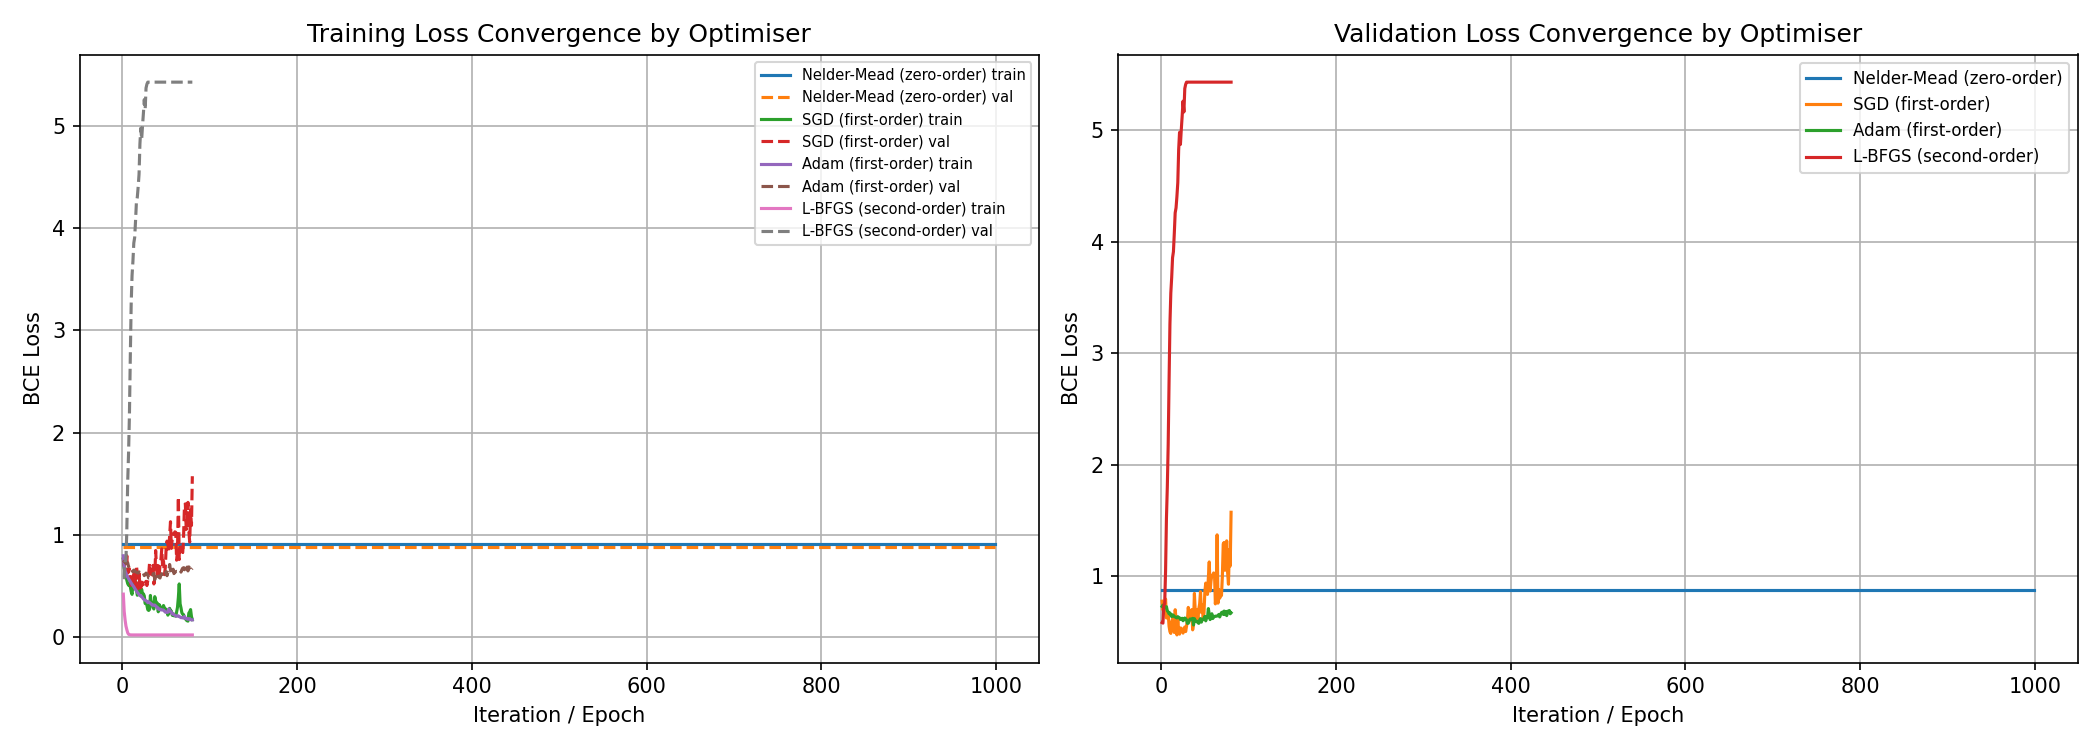 Training Loss Convergence by Optimiser
BCE Loss
5
4
3
2
1
0
Nelder-Mead (zero-order) train
Nelder-Mead (zero-order) val
SGD (first-order) train
SGD (first-order) val
Adam (first-order) train
Adam (first-order) val
L-BFGS (second-order) train
L-BFGS (second-order) val
0 200 400 600 800 1000
Iteration / Epoch
Validation Loss Convergence by Optimiser
BCE Loss
5
4
3
2
1
Nelder-Mead (zero-order)
SGD (first-order)
Adam (first-order)
L-BFGS (second-order)
0 200 400 600 800 1000
Iteration / Epoch